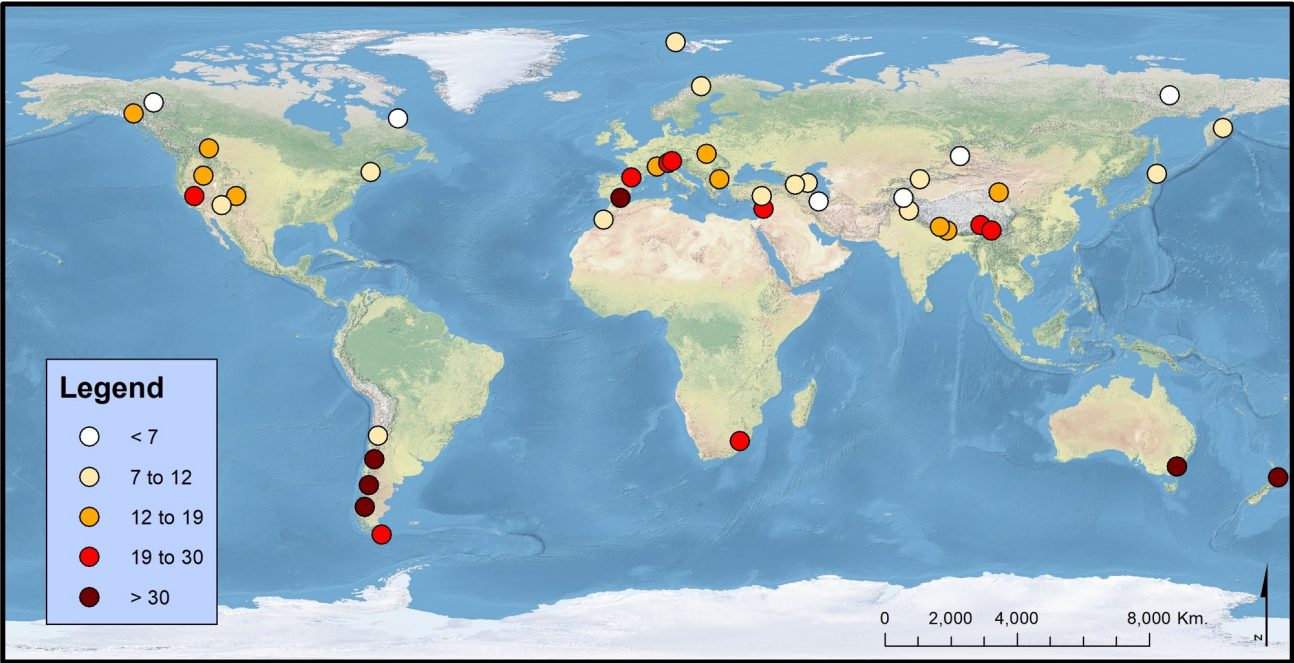 Legend
< 7
7 to 12
12 to 19
19 to 30
> 30
0 2,000 4,000 8,000 Km.
N